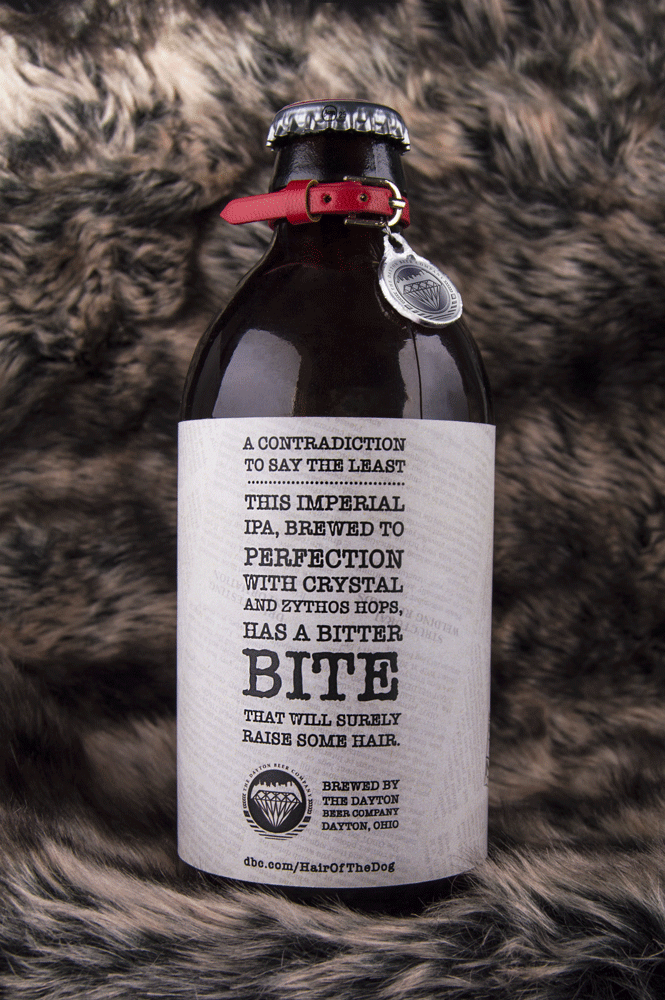 A CONTRADICTION
TO SAY THE LEAST
THIS IMPERIAL
IPA, BREWED TO
PERFECTION
WITH CRYSTAL
AND ZYTHOS HOPS,
HAS A BITTER
BITE
THAT WILL SURELY
RAISE SOME HAIR.
THE DAYTON BEER COMPANY
BREWED BY
THE DAYTON
BEER COMPANY
DAYTON, OHIO
dbc.com/HairOfTheDog